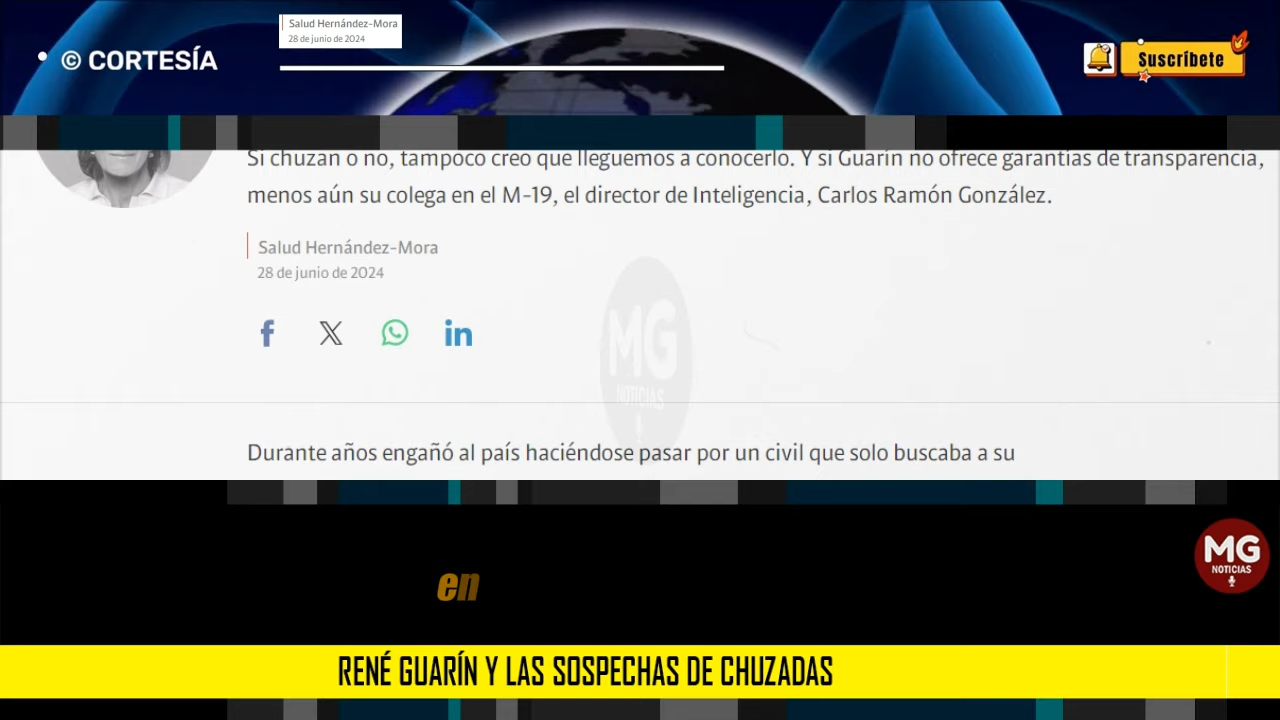 Salud Hernández-Mora
28 de junio de 2024
© CORTESÍA
Suscríbete
Si chuzan o no, tampoco creo que lleguemos a conocerlo. Y si Guarín no ofrece garantías de transparencia,
menos aún su colega en el M-19, el director de Inteligencia, Carlos Ramón González.
Salud Hernández-Mora
28 de junio de 2024
MG
NOTICIAS
Durante años engañó al país haciéndose pasar por un civil que solo buscaba a su
MG
NOTICIAS
en
RENÉ GUARÍN Y LAS SOSPECHAS DE CHUZADAS